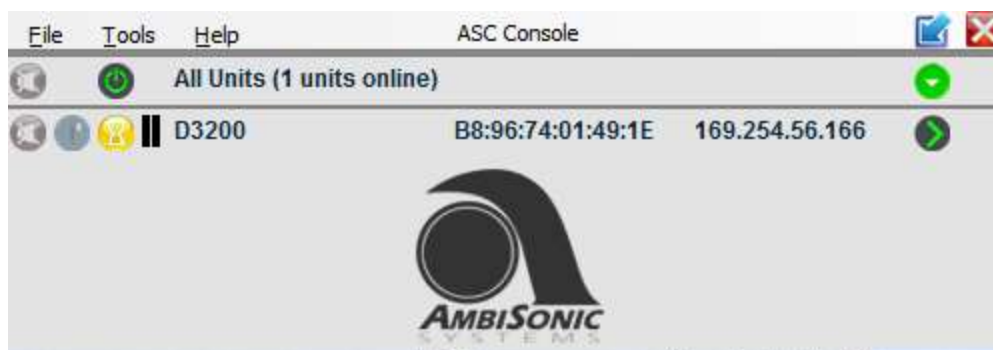 File Tools Help ASC Console
All Units (1 units online)
D3200 B8:96:74:01:49:1E 169.254.56.166
AMBISONIC
SYSTEMS